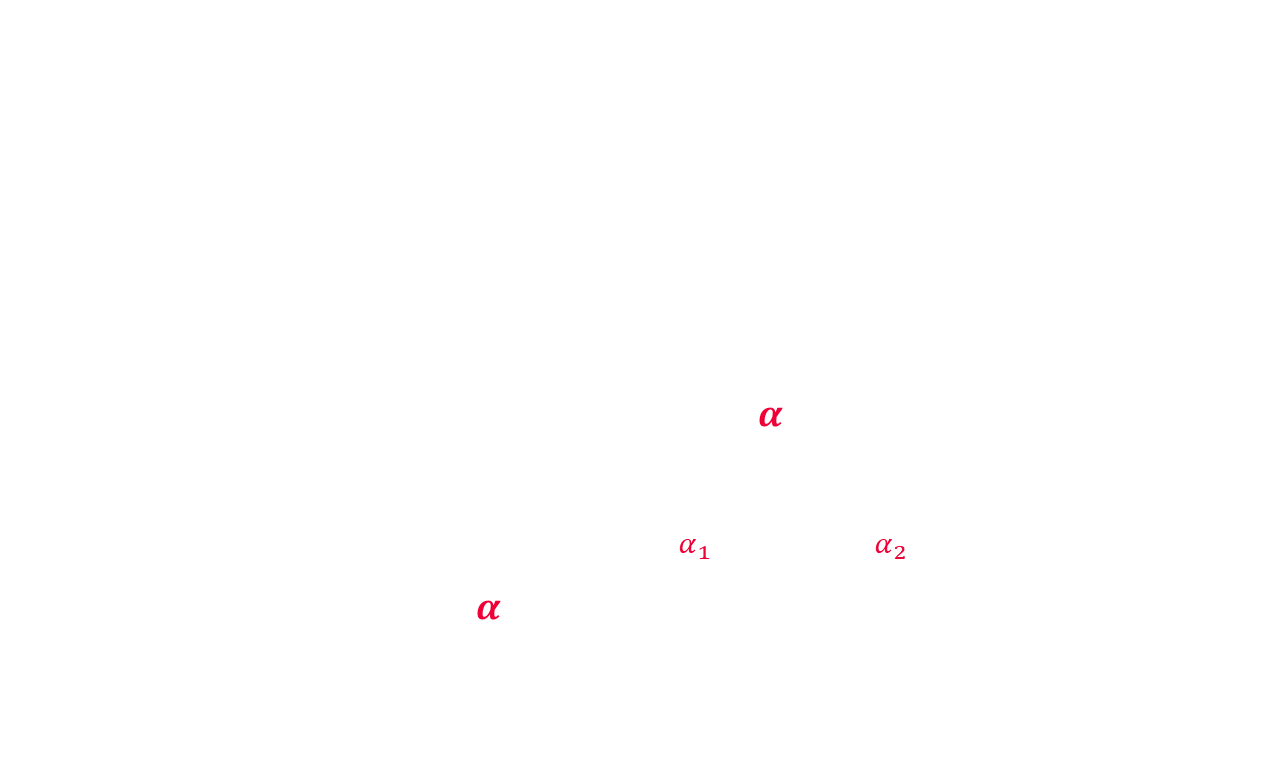 𝜶
𝛼₁ 𝛼₂
𝜶